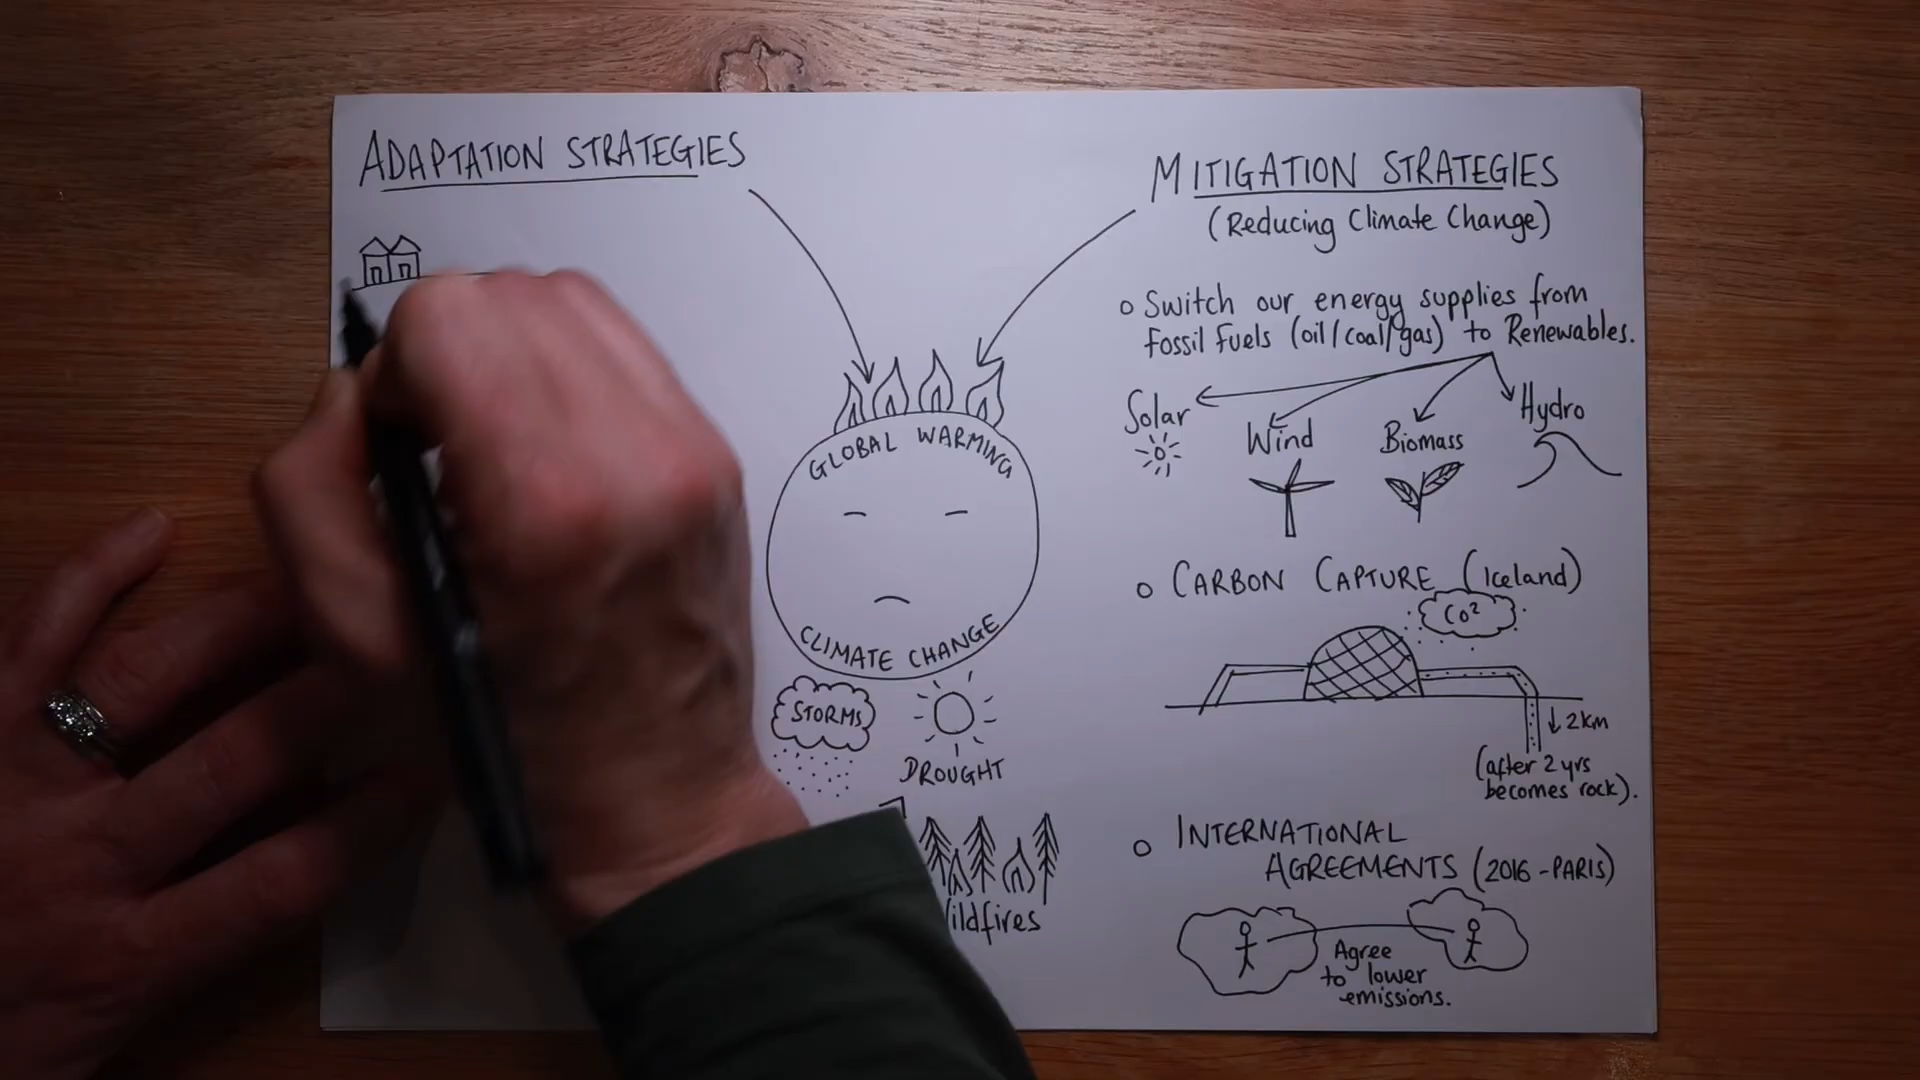 ADAPTATION STRATEGIES
MITIGATION STRATEGIES
(Reducing Climate Change)
o Switch our energy supplies from
fossil fuels (oil/coal/gas) to Renewables.
Solar
Wind
Biomass
Hydro
GLOBAL WARMING
CLIMATE CHANGE
STORMS
DROUGHT
ildfires
o CARBON CAPTURE (Iceland)
Co²
↓ 2km
(after 2 yrs
becomes rock).
o INTERNATIONAL
AGREEMENTS (2016 - PARIS)
Agree
to lower
emissions.